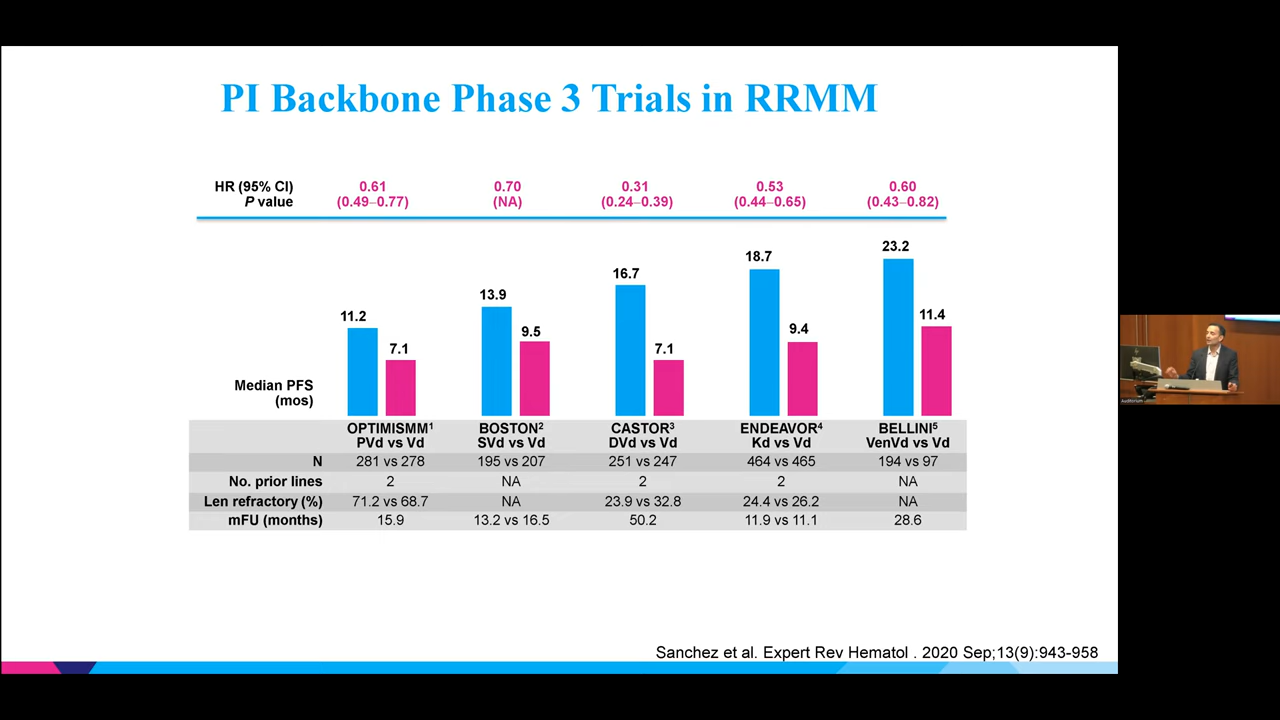 PI Backbone Phase 3 Trials in RRMM
HR (95% CI) 0.61 0.70 0.31 0.53 0.60
P value (0.49–0.77) (NA) (0.24–0.39) (0.44–0.65) (0.43–0.82)
11.2 7.1 13.9 9.5 16.7 7.1 18.7 9.4 23.2 11.4
Median PFS
(mos)
OPTIMISMM¹ BOSTON² CASTOR³ ENDEAVOR⁴ BELLINI⁵
PVd vs Vd SVd vs Vd DVd vs Vd Kd vs Vd VenVd vs Vd
N 281 vs 278 195 vs 207 251 vs 247 464 vs 465 194 vs 97
No. prior lines 2 NA 2 2 NA
Len refractory (%) 71.2 vs 68.7 NA 23.9 vs 32.8 24.4 vs 26.2 NA
mFU (months) 15.9 13.2 vs 16.5 50.2 11.9 vs 11.1 28.6
Sanchez et al. Expert Rev Hematol . 2020 Sep;13(9):943-958
Auditorium